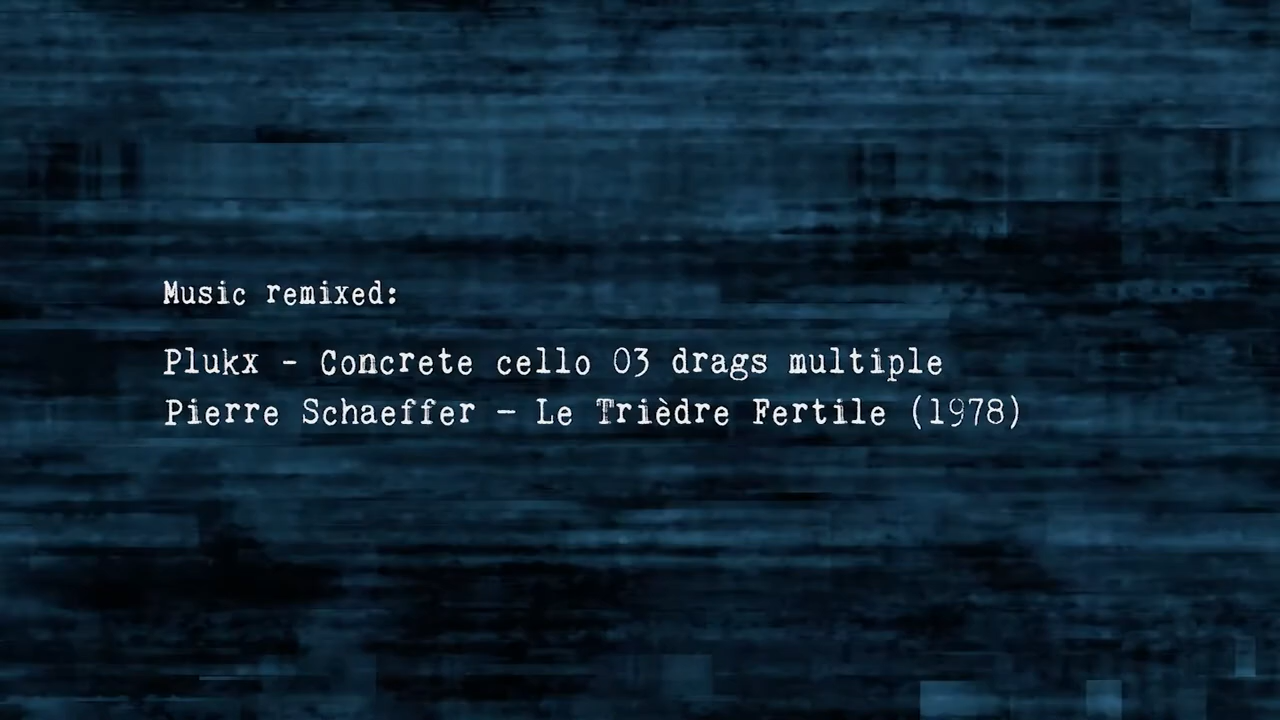 Music remixed:
Plukx - Concrete cello 03 drags multiple
Pierre Schaeffer – Le Trièdre Fertile (1978)